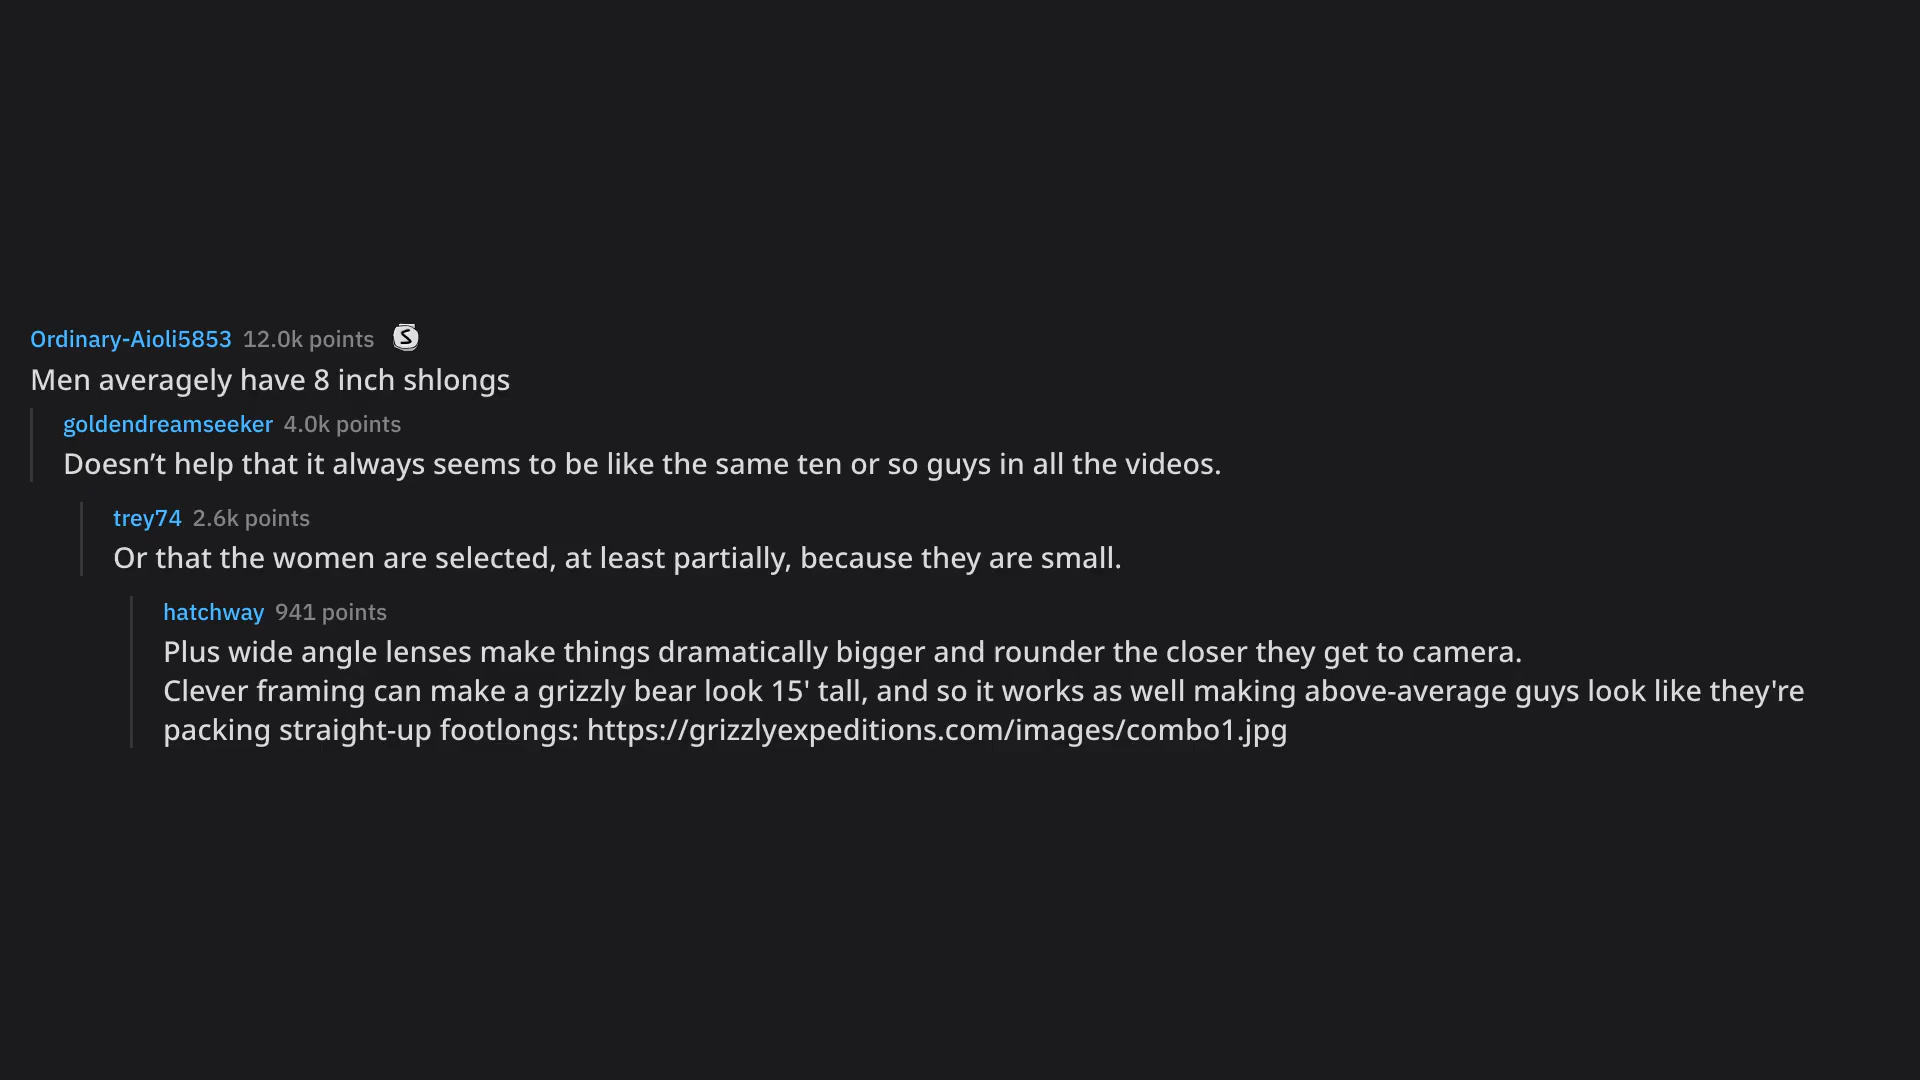 Ordinary-Aioli5853 12.0k points S
Men averagely have 8 inch shlongs
goldendreamseeker 4.0k points
Doesn’t help that it always seems to be like the same ten or so guys in all the videos.
trey74 2.6k points
Or that the women are selected, at least partially, because they are small.
hatchway 941 points
Plus wide angle lenses make things dramatically bigger and rounder the closer they get to camera.
Clever framing can make a grizzly bear look 15' tall, and so it works as well making above-average guys look like they're
packing straight-up footlongs: https://grizzlyexpeditions.com/images/combo1.jpg